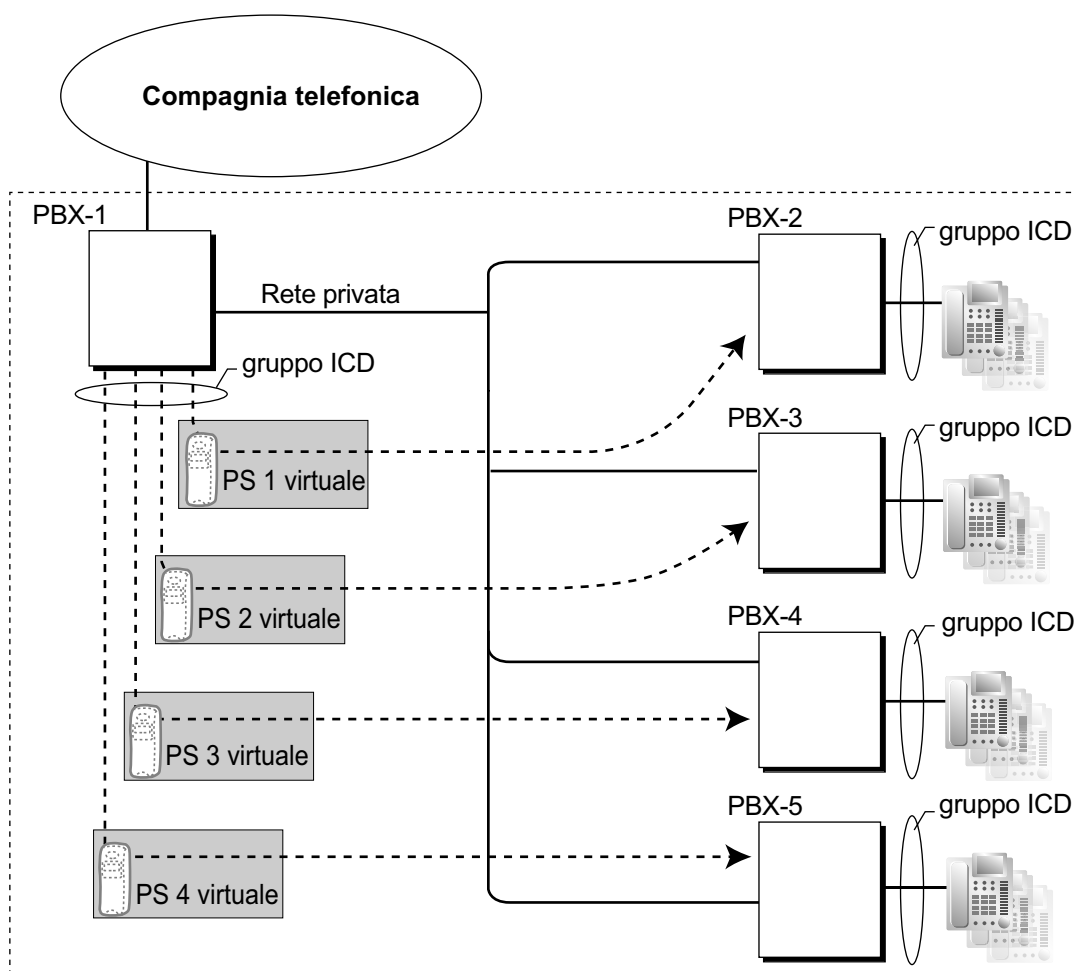 Compagnia telefonica
PBX-1
PBX-2
gruppo ICD
Rete privata
gruppo ICD
PBX-3
gruppo ICD
PS 1 virtuale
PS 2 virtuale
PBX-4
gruppo ICD
PS 3 virtuale
PBX-5
gruppo ICD
PS 4 virtuale